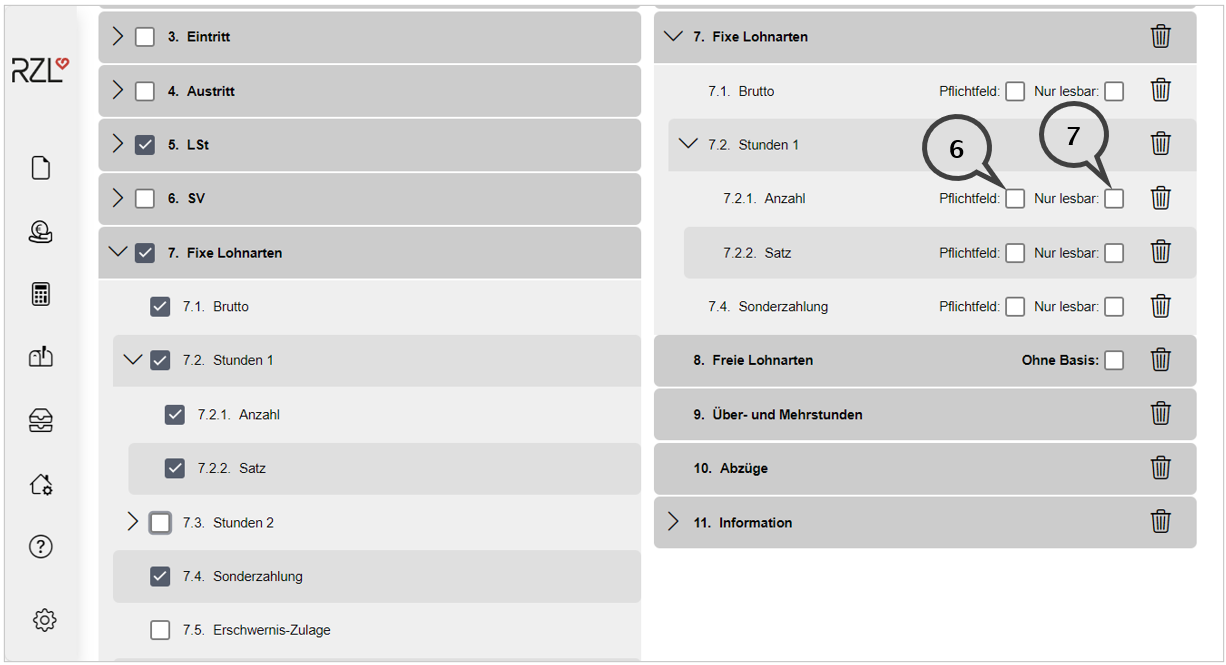 RZL
3. Eintritt
4. Austritt
5. LSt
6. SV
7. Fixe Lohnarten
7.1. Brutto
7.2. Stunden 1
7.2.1. Anzahl
7.2.2. Satz
7.3. Stunden 2
7.4. Sonderzahlung
7.5. Erschwernis-Zulage
7. Fixe Lohnarten
7.1. Brutto Pflichtfeld: Nur lesbar:
7.2. Stunden 1
6
7
7.2.1. Anzahl Pflichtfeld: Nur lesbar:
7.2.2. Satz Pflichtfeld: Nur lesbar:
7.4. Sonderzahlung Pflichtfeld: Nur lesbar:
8. Freie Lohnarten Ohne Basis:
9. Über- und Mehrstunden
10. Abzüge
11. Information